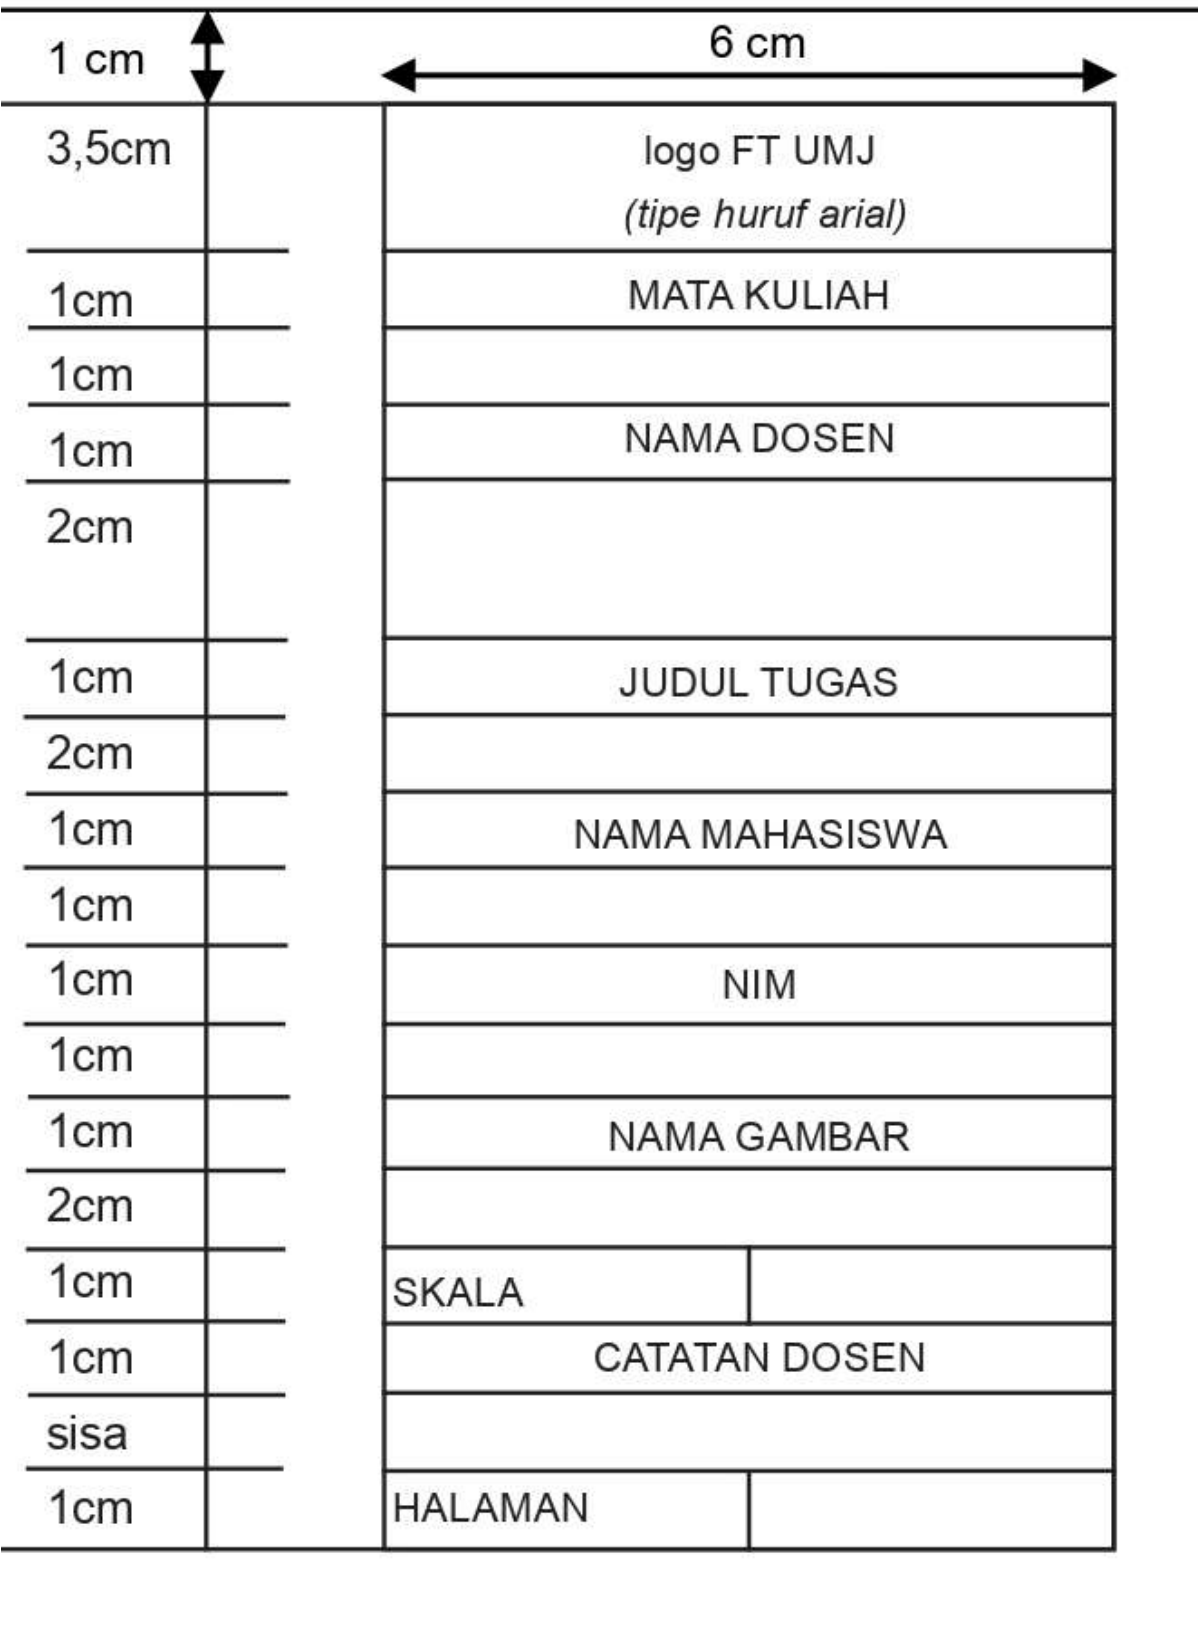 1 cm
6 cm
3,5cm
logo FT UMJ
(tipe huruf arial)
1cm
MATA KULIAH
1cm
1cm
NAMA DOSEN
2cm
1cm
JUDUL TUGAS
2cm
1cm
NAMA MAHASISWA
1cm
1cm
NIM
1cm
1cm
NAMA GAMBAR
2cm
1cm
SKALA
1cm
CATATAN DOSEN
sisa
1cm
HALAMAN